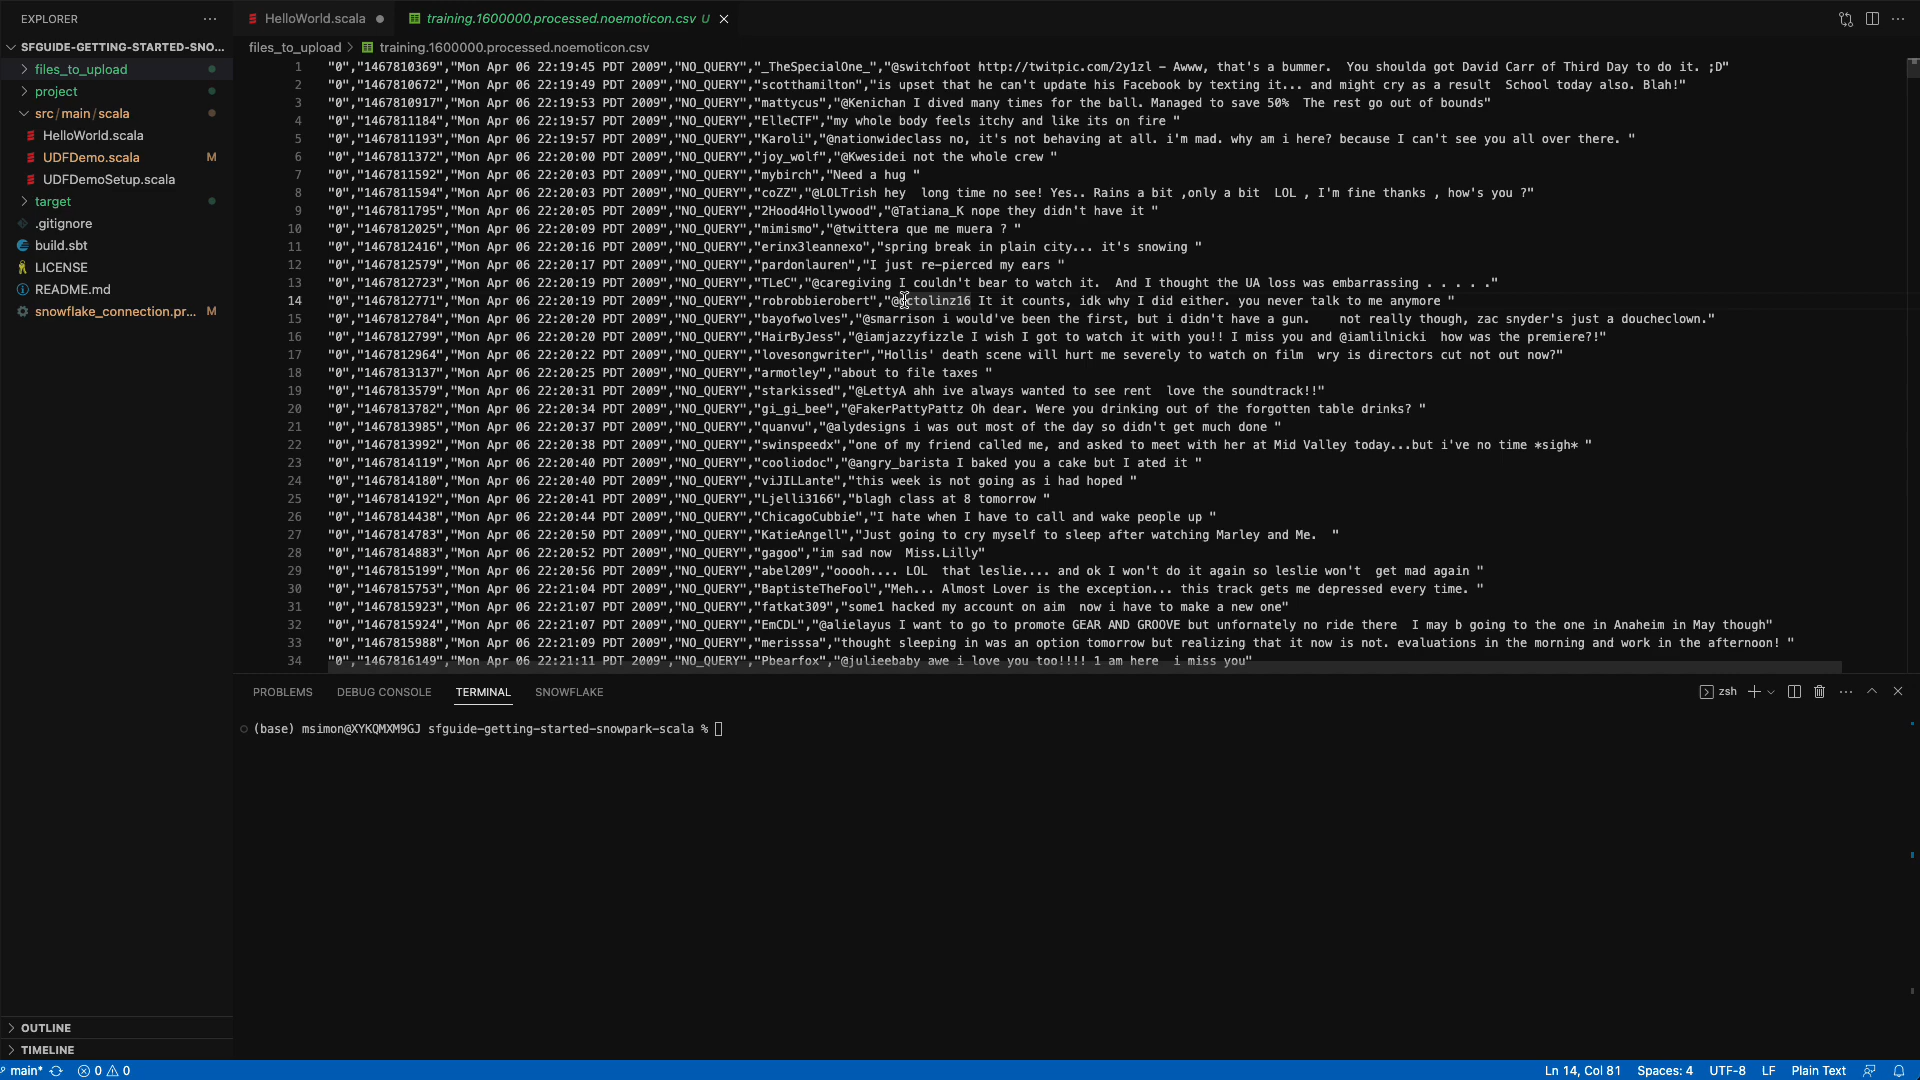 EXPLORER
HelloWorld.scala
training.1600000.processed.noemoticon.csv U
SFGUIDE-GETTING-STARTED-SNO...
files_to_upload
project
src/main/scala
HelloWorld.scala
UDFDemo.scala M
UDFDemoSetup.scala
target
.gitignore
build.sbt
LICENSE
README.md
snowflake_connection.pr... M
files_to_upload > training.1600000.processed.noemoticon.csv
1 "0","1467810369","Mon Apr 06 22:19:45 PDT 2009","NO_QUERY","_TheSpecialOne_","@switchfoot http://twitpic.com/2y1zl - Awww, that's a bummer.  You shoulda got David Carr of Third Day to do it. ;D"
2 "0","1467810672","Mon Apr 06 22:19:49 PDT 2009","NO_QUERY","scotthamilton","is upset that he can't update his Facebook by texting it... and might cry as a result  School today also. Blah!"
3 "0","1467810917","Mon Apr 06 22:19:53 PDT 2009","NO_QUERY","mattycus","@Kenichan I dived many times for the ball. Managed to save 50%  The rest go out of bounds"
4 "0","1467811184","Mon Apr 06 22:19:57 PDT 2009","NO_QUERY","ElleCTF","my whole body feels itchy and like its on fire "
5 "0","1467811193","Mon Apr 06 22:19:57 PDT 2009","NO_QUERY","Karoli","@nationwideclass no, it's not behaving at all. i'm mad. why am i here? because I can't see you all over there. "
6 "0","1467811372","Mon Apr 06 22:20:00 PDT 2009","NO_QUERY","joy_wolf","@Kwesidei not the whole crew "
7 "0","1467811592","Mon Apr 06 22:20:03 PDT 2009","NO_QUERY","mybirch","Need a hug "
8 "0","1467811594","Mon Apr 06 22:20:03 PDT 2009","NO_QUERY","coZZ","@LOLTrish hey  long time no see! Yes.. Rains a bit ,only a bit  LOL , I'm fine thanks , how's you ?"
9 "0","1467811795","Mon Apr 06 22:20:05 PDT 2009","NO_QUERY","2Hood4Hollywood","@Tatiana_K nope they didn't have it "
10 "0","1467812025","Mon Apr 06 22:20:09 PDT 2009","NO_QUERY","mimismo","@twittera que me muera ? "
11 "0","1467812416","Mon Apr 06 22:20:16 PDT 2009","NO_QUERY","erinx3leannexo","spring break in plain city... it's snowing "
12 "0","1467812579","Mon Apr 06 22:20:17 PDT 2009","NO_QUERY","pardonlauren","I just re-pierced my ears "
13 "0","1467812723","Mon Apr 06 22:20:19 PDT 2009","NO_QUERY","TLeC","@caregiving I couldn't bear to watch it.  And I thought the UA loss was embarrassing . . . . ."
14 "0","1467812771","Mon Apr 06 22:20:19 PDT 2009","NO_QUERY","robrobbierobert", It it counts, idk why I did either. you never talk to me anymore "
15 "0","1467812784","Mon Apr 06 22:20:20 PDT 2009","NO_QUERY","bayofwolves","@smarrison i would've been the first, but i didn't have a gun.    not really though, zac snyder's just a doucheclown."
16 "0","1467812799","Mon Apr 06 22:20:20 PDT 2009","NO_QUERY","HairByJess","@iamjazzyfizzle I wish I got to watch it with you!! I miss you and @iamlilnicki  how was the premiere?!"
17 "0","1467812964","Mon Apr 06 22:20:22 PDT 2009","NO_QUERY","lovesongwriter","Hollis' death scene will hurt me severely to watch on film  wry is directors cut not out now?"
18 "0","1467813137","Mon Apr 06 22:20:25 PDT 2009","NO_QUERY","armotley","about to file taxes "
19 "0","1467813579","Mon Apr 06 22:20:31 PDT 2009","NO_QUERY","starkissed","@LettyA ahh ive always wanted to see rent  love the soundtrack!!"
20 "0","1467813782","Mon Apr 06 22:20:34 PDT 2009","NO_QUERY","gi_gi_bee","@FakerPattyPattz Oh dear. Were you drinking out of the forgotten table drinks? "
21 "0","1467813985","Mon Apr 06 22:20:37 PDT 2009","NO_QUERY","quanvu","@alydesigns i was out most of the day so didn't get much done "
22 "0","1467813992","Mon Apr 06 22:20:38 PDT 2009","NO_QUERY","swinspeedx","one of my friend called me, and asked to meet with her at Mid Valley today...but i've no time *sigh* "
23 "0","1467814119","Mon Apr 06 22:20:40 PDT 2009","NO_QUERY","cooliodoc","@angry_barista I baked you a cake but I ated it "
24 "0","1467814180","Mon Apr 06 22:20:40 PDT 2009","NO_QUERY","viJILLante","this week is not going as i had hoped "
25 "0","1467814192","Mon Apr 06 22:20:41 PDT 2009","NO_QUERY","Ljelli3166","blagh class at 8 tomorrow "
26 "0","1467814438","Mon Apr 06 22:20:44 PDT 2009","NO_QUERY","ChicagoCubbie","I hate when I have to call and wake people up "
27 "0","1467814783","Mon Apr 06 22:20:50 PDT 2009","NO_QUERY","KatieAngell","Just going to cry myself to sleep after watching Marley and Me.  "
28 "0","1467814883","Mon Apr 06 22:20:52 PDT 2009","NO_QUERY","gagoo","im sad now  Miss.Lilly"
29 "0","1467815199","Mon Apr 06 22:20:56 PDT 2009","NO_QUERY","abel209","ooooh.... LOL  that leslie.... and ok I won't do it again so leslie won't  get mad again "
30 "0","1467815753","Mon Apr 06 22:21:04 PDT 2009","NO_QUERY","BaptisteTheFool","Meh... Almost Lover is the exception... this track gets me depressed every time. "
31 "0","1467815923","Mon Apr 06 22:21:07 PDT 2009","NO_QUERY","fatkat309","some1 hacked my account on aim  now i have to make a new one"
32 "0","1467815924","Mon Apr 06 22:21:07 PDT 2009","NO_QUERY","EmCDL","@alielayus I want to go to promote GEAR AND GROOVE but unfornately no ride there  I may b going to the one in Anaheim in May though"
33 "0","1467815988","Mon Apr 06 22:21:09 PDT 2009","NO_QUERY","merisssa","thought sleeping in was an option tomorrow but realizing that it now is not. evaluations in the morning and work in the afternoon! "
34 "0","1467816149","Mon Apr 06 22:21:11 PDT 2009","NO_QUERY","Pbearfox","@julieebaby awe i love you too!!!! 1 am here  i miss you"
PROBLEMS DEBUG CONSOLE TERMINAL SNOWFLAKE
zsh
(base) msimon@XYKQMXM9GJ sfguide-getting-started-snowpark-scala %
OUTLINE
TIMELINE
main* 0 0
Ln 14, Col 81 Spaces: 4 UTF-8 LF Plain Text